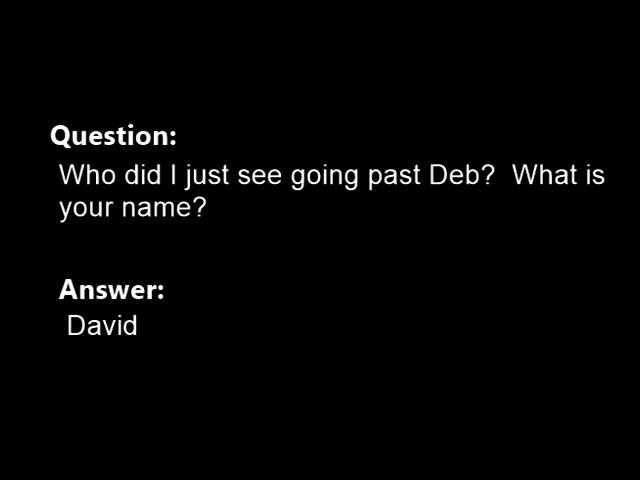 Question:
Who did I just see going past Deb?  What is
your name?
Answer:
David